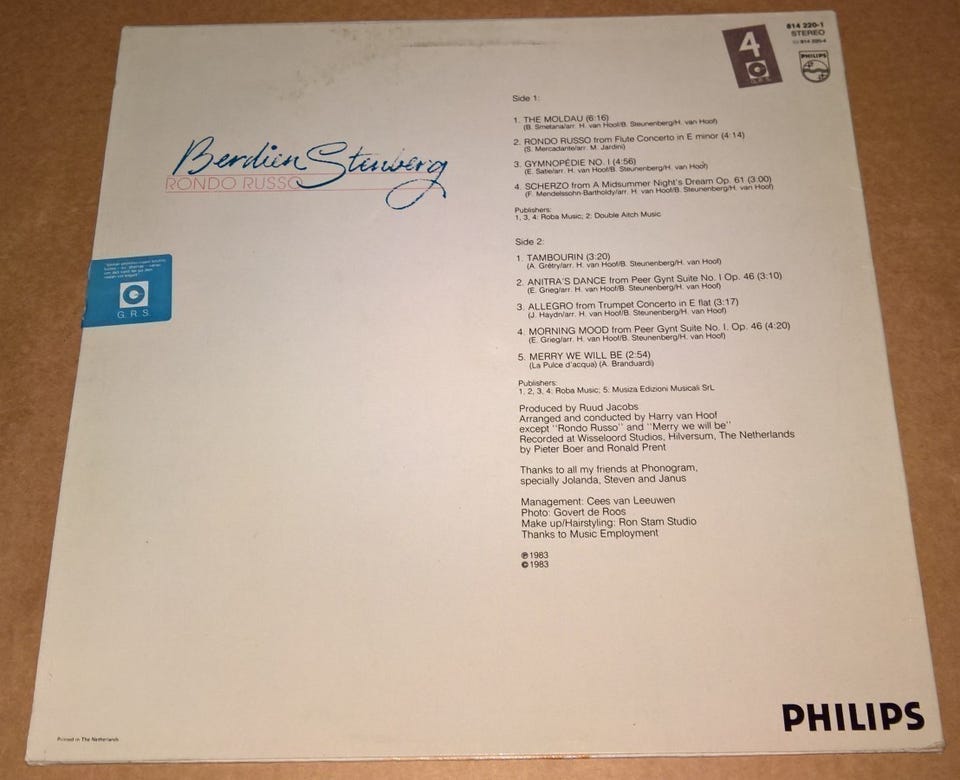 4
G.R.S.
814 220-1
STEREO
814 220-4
PHILIPS
Berdien Stenberg
RONDO RUSSO
G. R. S.
Side 1:
1. THE MOLDAU (6:16)
(B. Smetana/arr. H. van Hoof/B. Steunenberg/H. van Hoof)
2. RONDO RUSSO from Flute Concerto in E minor (4:14)
(S. Mercadante/arr. M. Jardini)
3. GYMNOPÉDIE NO. I (4:56)
(E. Satie/arr. H. van Hoof/B. Steunenberg/H. van Hoof)
4. SCHERZO from A Midsummer Night's Dream Op. 61 (3:00)
(F. Mendelssohn-Bartholdy/arr. H. van Hoof/B. Steunenberg/H. van Hoof)
Publishers:
1, 3, 4: Roba Music; 2: Double Aitch Music
Side 2:
1. TAMBOURIN (3:20)
(A. Grétry/arr. H. van Hoof/B. Steunenberg/H. van Hoof)
2. ANITRA'S DANCE from Peer Gynt Suite No. I Op. 46 (3:10)
(E. Grieg/arr. H. van Hoof/B. Steunenberg/H. van Hoof)
3. ALLEGRO from Trumpet Concerto in E flat (3:17)
(J. Haydn/arr. H. van Hoof/B. Steunenberg/H. van Hoof)
4. MORNING MOOD from Peer Gynt Suite No. I. Op. 46 (4:20)
(E. Grieg/arr. H. van Hoof/B. Steunenberg/H. van Hoof)
5. MERRY WE WILL BE (2:54)
(La Pulce d'acqua) (A. Branduardi)
Publishers:
1, 2, 3, 4: Roba Music; 5: Musiza Edizioni Musicali SrL
Produced by Ruud Jacobs
Arranged and conducted by Harry van Hoof
except "Rondo Russo" and "Merry we will be"
Recorded at Wisseloord Studios, Hilversum, The Netherlands
by Pieter Boer and Ronald Prent
Thanks to all my friends at Phonogram,
specially Jolanda, Steven and Janus
Management: Cees van Leeuwen
Photo: Govert de Roos
Make up/Hairstyling: Ron Stam Studio
Thanks to Music Employment
℗ 1983
© 1983
PHILIPS
Printed in The Netherlands